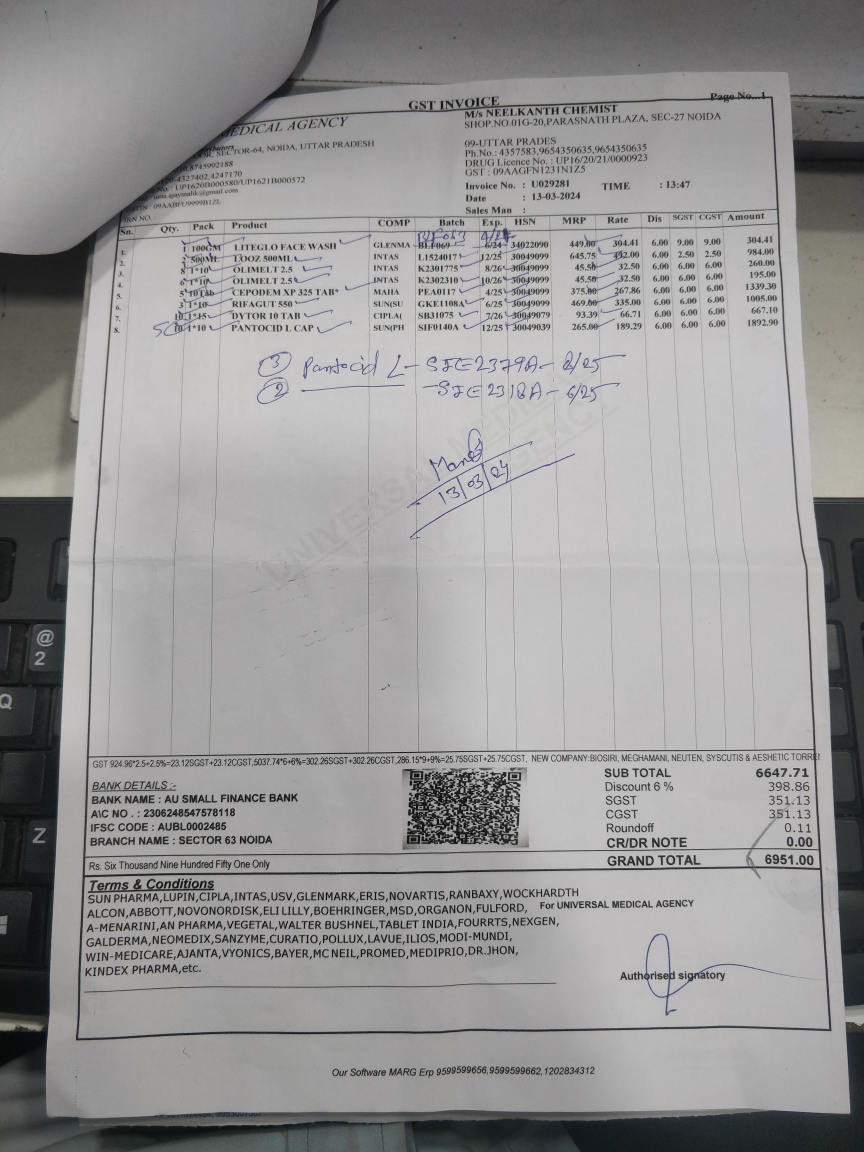 GST INVOICE
Page No...1
MEDICAL AGENCY
SECTOR-64, NOIDA, UTTAR PRADESH
8745992188
4327402,4247170
UP1620B000580/UP1621B000572
M/s NEELKANTH CHEMIST
SHOP.NO.01G-20,PARASNATH PLAZA, SEC-27 NOIDA
09-UTTAR PRADES
Ph.No.: 4357583,9654350635,9654350635
DRUG Licence No. : UP16/20/21/0000923
GST : 09AAGFN1231N1Z5
Invoice No. : U029281 TIME : 13:47
Date : 13-03-2024
Sales Man :
Sn. Qty. Pack Product COMP Batch Exp. HSN MRP Rate Dis SGST CGST Amount
1. 1 100GM LITEGLO FACE WASH GLENMA 34022090 449.00 304.41 6.00 9.00 9.00 304.41
2. 500ML LOOZ 500ML INTAS L1524017 12/25 30049099 645.75 492.00 6.00 2.50 2.50 984.00
3. 8 1*10 OLIMELT 2.5 INTAS K2301775 8/26 30049099 45.50 32.50 6.00 6.00 6.00 260.00
4. 6 1*10 OLIMELT 2.5 INTAS K2302310 10/26 30049099 45.50 32.50 6.00 6.00 6.00 195.00
5. 5 10Tab CEPODEM XP 325 TAB* MAHA PEA0117 4/25 30049099 375.00 267.86 6.00 6.00 6.00 1339.30
6. 3 1*10 RIFAGUT 550 SUN(SU GKE1108A 6/25 30049099 469.00 335.00 6.00 6.00 6.00 1005.00
7. 10 1*15 DYTOR 10 TAB CIPLA( SB31075 7/26 30049079 93.39 66.71 6.00 6.00 6.00 667.10
8. 10 1*10 PANTOCID L CAP SUN(PH SIF0140A 12/25 30049039 265.00 189.29 6.00 6.00 6.00 1892.90
3 Pantocid L - SIE2379A - 8/25
2 - SIE2318A - 6/25
13/03/24
UNIVERSAL MEDICAL AGENCY
GST 924.96*2.5+2.5%=23.12SGST+23.12CGST,5037.74*6+6%=302.26SGST+302.26CGST,286.15*9+9%=25.75SGST+25.75CGST, NEW COMPANY:BIOSIRI, MEGHAMANI, NEUTEN, SYSCUTIS & AESHETIC TORRE
BANK DETAILS :-
BANK NAME : AU SMALL FINANCE BANK
A\C NO . : 2306248547578118
IFSC CODE : AUBL0002485
BRANCH NAME : SECTOR 63 NOIDA
SUB TOTAL 6647.71
Discount 6 % 398.86
SGST 351.13
CGST 351.13
Roundoff 0.11
CR/DR NOTE 0.00
GRAND TOTAL 6951.00
Rs. Six Thousand Nine Hundred Fifty One Only
Terms & Conditions
SUN PHARMA,LUPIN,CIPLA,INTAS,USV,GLENMARK,ERIS,NOVARTIS,RANBAXY,WOCKHARDTH
ALCON,ABBOTT,NOVONORDISK,ELI LILLY,BOEHRINGER,MSD,ORGANON,FULFORD,
A-MENARINI,AN PHARMA,VEGETAL,WALTER BUSHNEL,TABLET INDIA,FOURRTS,NEXGEN,
GALDERMA,NEOMEDIX,SANZYME,CURATIO,POLLUX,LAVUE,ILIOS,MODI-MUNDI,
WIN-MEDICARE,AJANTA,VYONICS,BAYER,MC NEIL,PROMED,MEDIPRIO,DR.JHON,
KINDEX PHARMA,etc.
For UNIVERSAL MEDICAL AGENCY
Authorised signatory
Our Software MARG Erp 9599599656,9599599662,1202834312
@
2
Q
Z